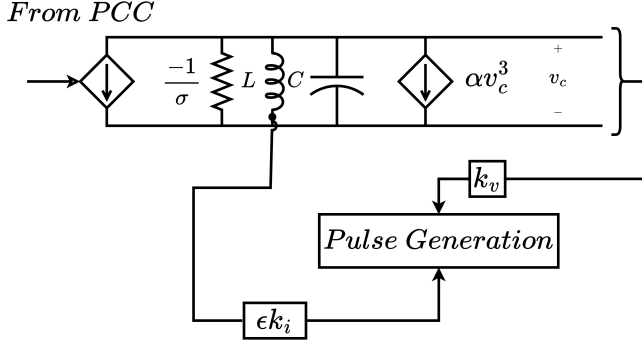 From PCC
-1
σ
L
C
αv_c^3
+
v_c
−
k_v
Pulse Generation
ϵk_i